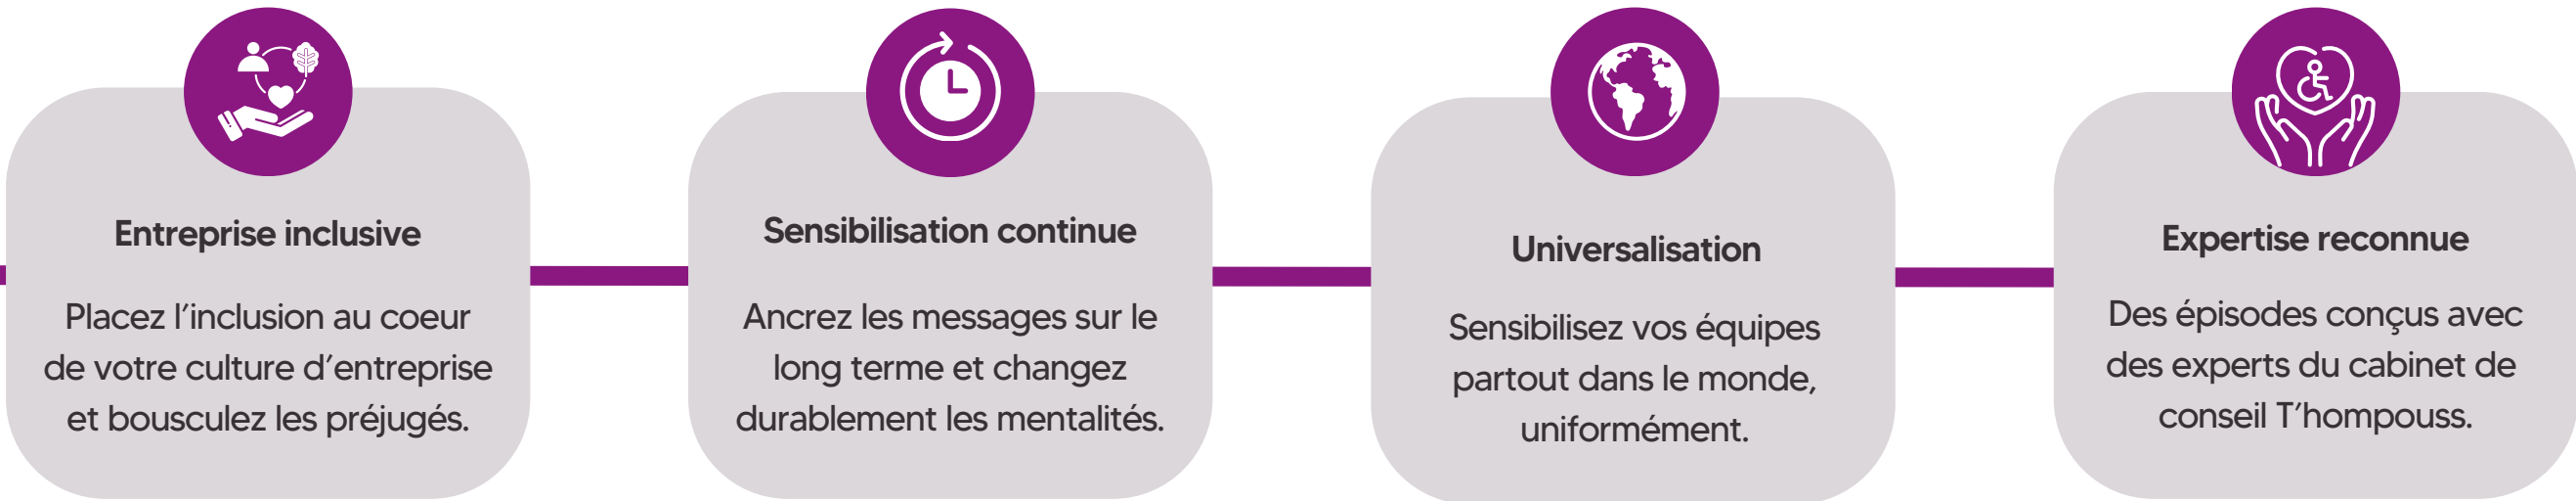 Entreprise inclusive
Placez l'inclusion au coeur
de votre culture d'entreprise
et bousculez les préjugés.
Sensibilisation continue
Ancrez les messages sur le
long terme et changez
durablement les mentalités.
Universalisation
Sensibilisez vos équipes
partout dans le monde,
uniformément.
Expertise reconnue
Des épisodes conçus avec
des experts du cabinet de
conseil T'hompouss.